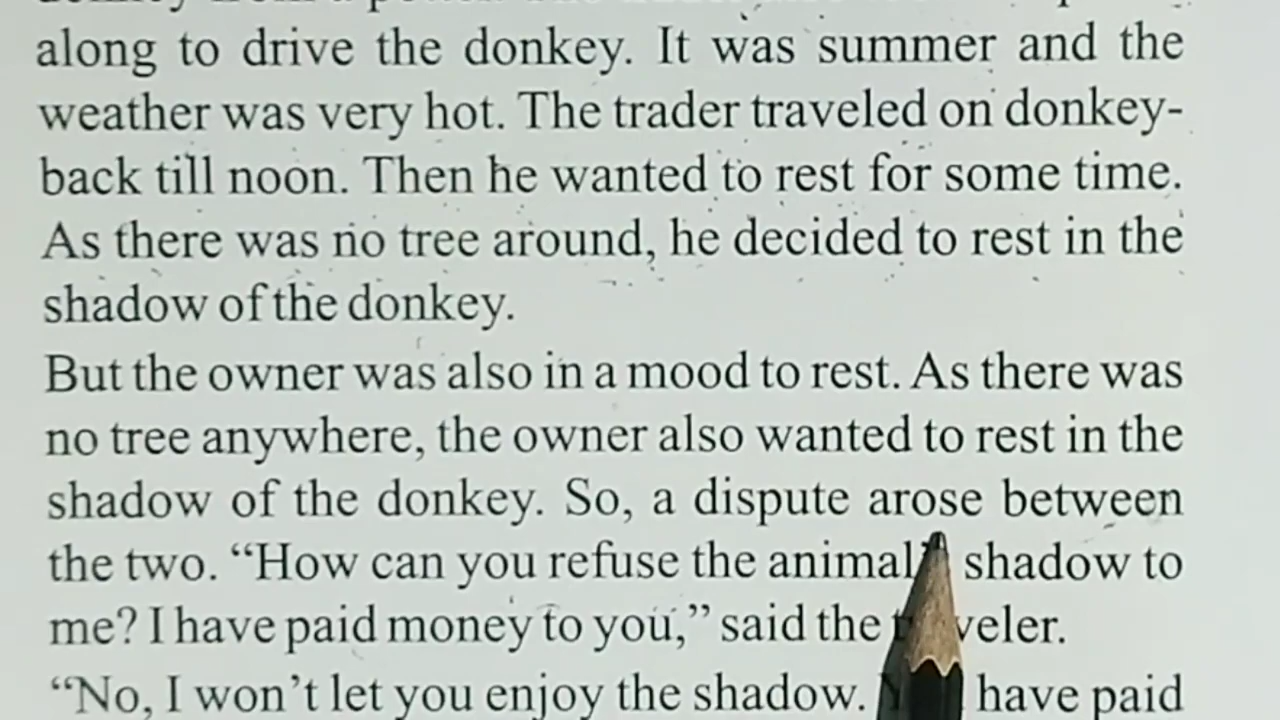 along to drive the donkey. It was summer and the
weather was very hot. The trader traveled on donkey-
back till noon. Then he wanted to rest for some time.
As there was no tree around, he decided to rest in the
shadow of the donkey.
But the owner was also in a mood to rest. As there was
no tree anywhere, the owner also wanted to rest in the
shadow of the donkey. So, a dispute arose between
the two. “How can you refuse the animal’ shadow to
me? I have paid money to you,” said the
“No, I won’t let you enjoy the shadow. have paid